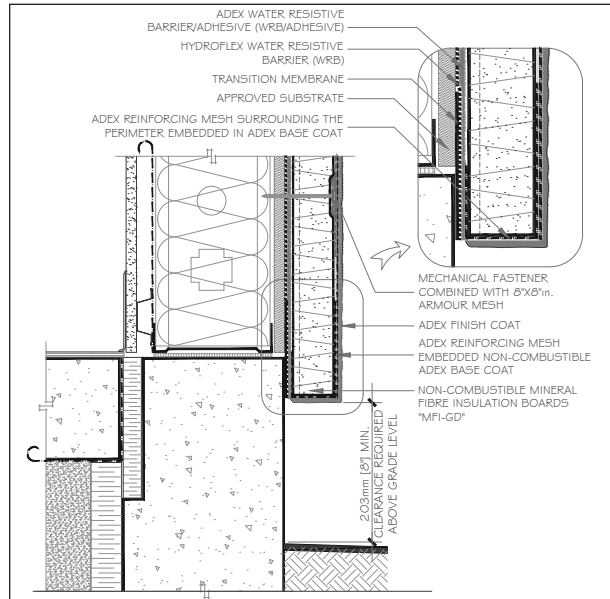 ADEX WATER RESISTIVE
BARRIER/ADHESIVE (WRB/ADHESIVE)
HYDROFLEX WATER RESISTIVE
BARRIER (WRB)
TRANSITION MEMBRANE
APPROVED SUBSTRATE
ADEX REINFORCING MESH SURROUNDING THE
PERIMETER EMBEDDED IN ADEX BASE COAT
MECHANICAL FASTENER
COMBINED WITH 8"X8"in.
ARMOUR MESH
ADEX FINISH COAT
ADEX REINFORCING MESH
EMBEDDED NON-COMBUSTIBLE
ADEX BASE COAT
NON-COMBUSTIBLE MINERAL
FIBRE INSULATION BOARDS
"MFI-GD"
203mm [8"] MIN.
CLEARANCE REQUIRED
ABOVE GRADE LEVEL